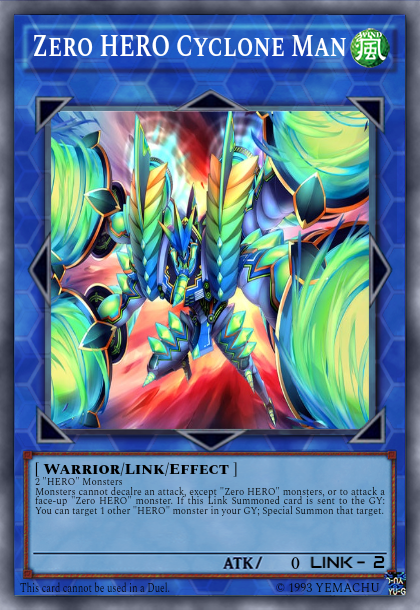 Zero HERO Cyclone Man
WIND
風
[ Warrior/Link/Effect ]
2 "HERO" Monsters
Monsters cannot decalre an attack, except "Zero HERO" monsters, or to attack a
face-up "Zero HERO" monster. If this Link Summoned card is sent to the GY:
You can target 1 other "HERO" monster in your GY; Special Summon that target.
ATK/ 0 LINK-2
This card cannot be used in a Duel. © 1993 YEMACHU